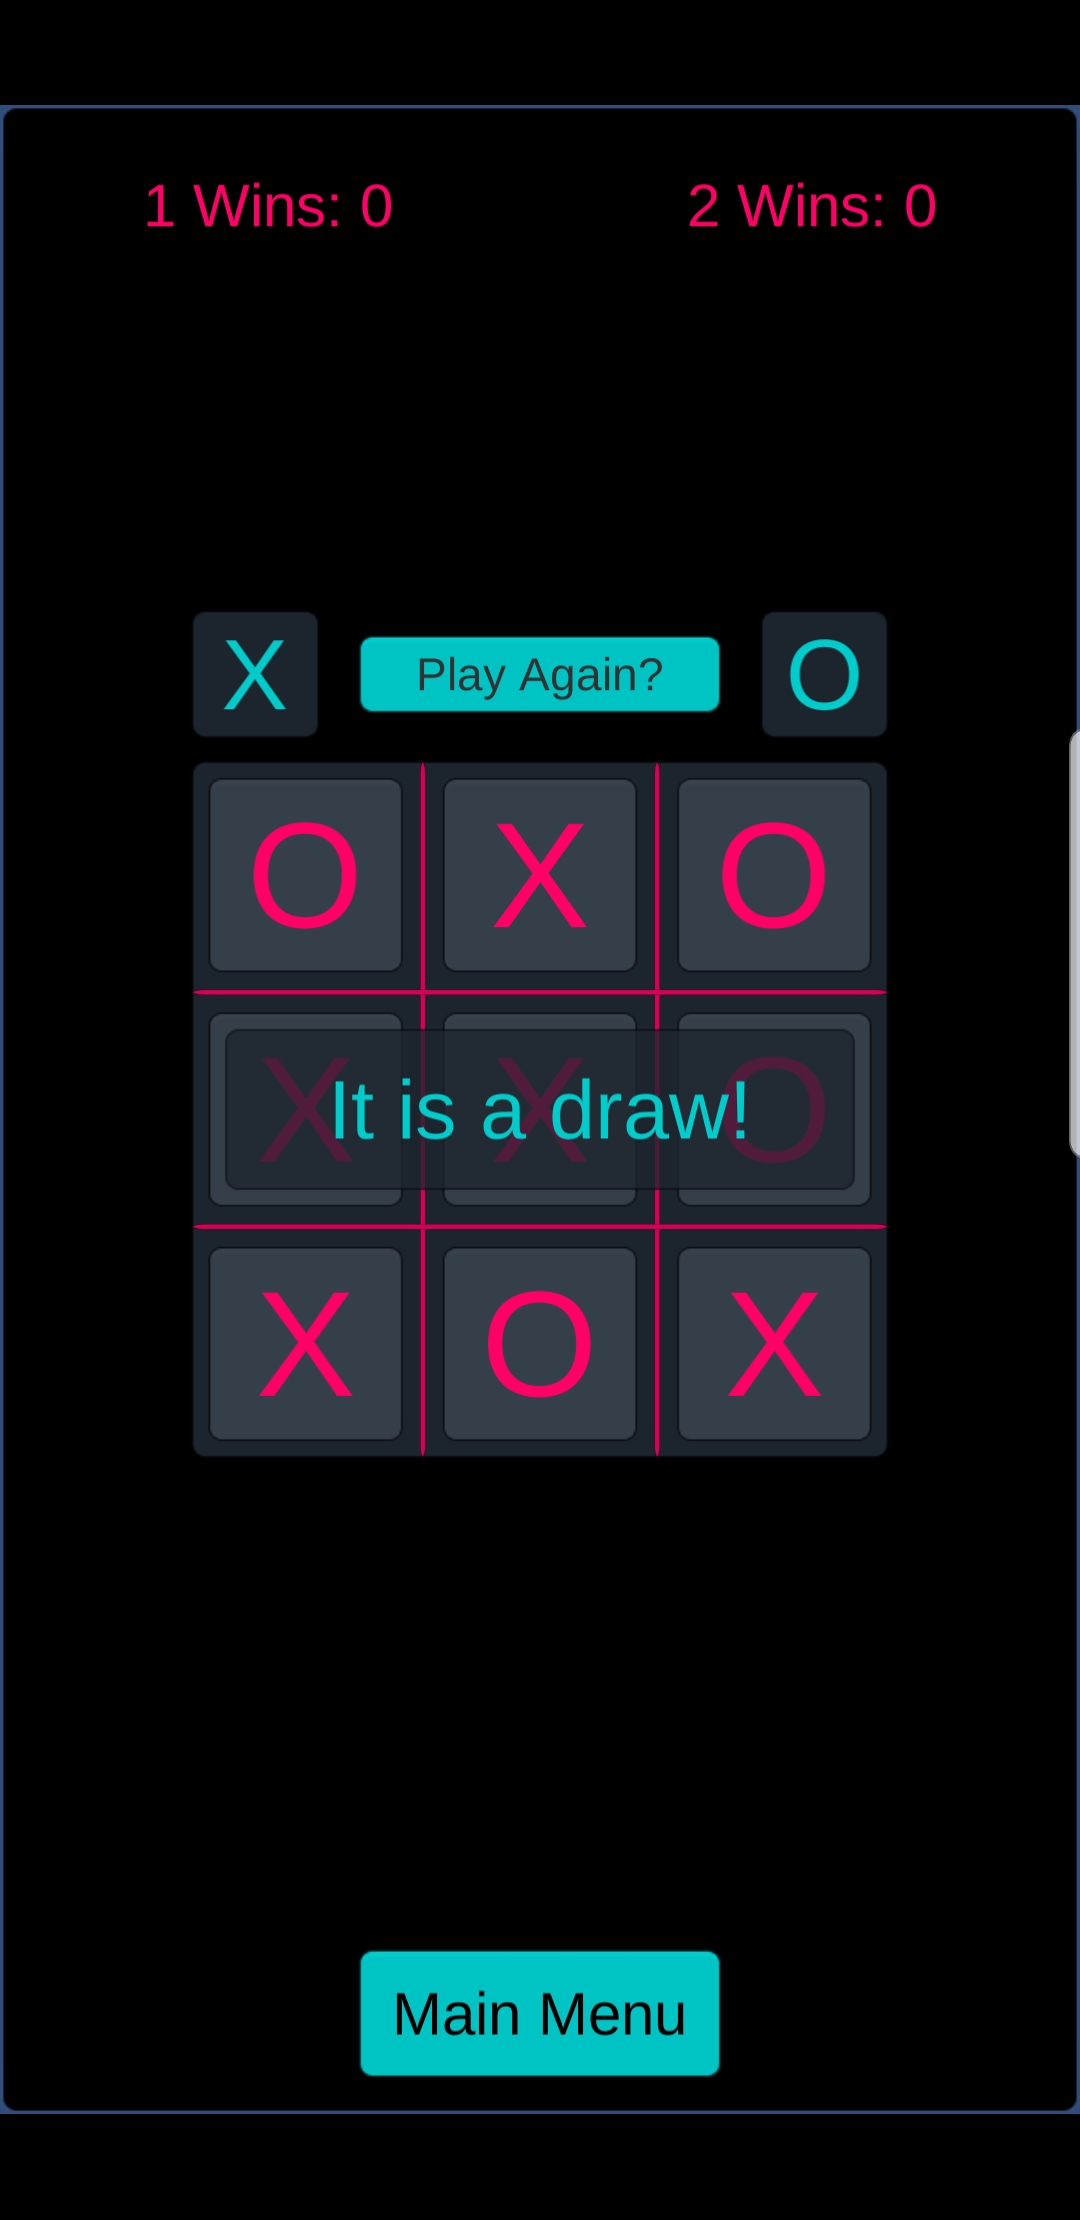 1 Wins: 0 2 Wins: 0
X Play Again? O
O X O
X X O
It is a draw!
X O X
Main Menu